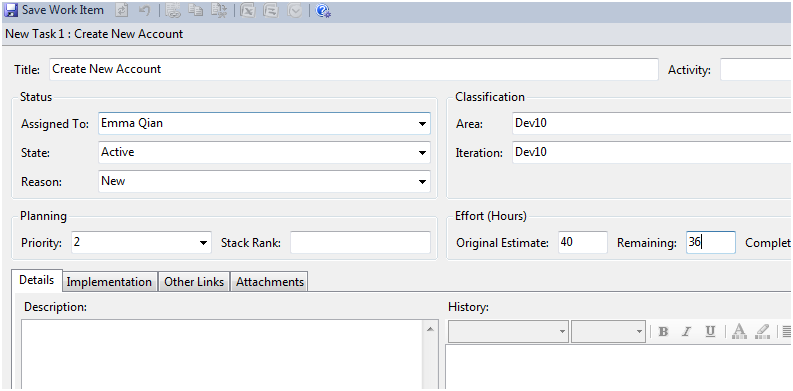 Save Work Item
New Task 1 : Create New Account
Title: Create New Account Activity:
Status Classification
Assigned To: Emma Qian Area: Dev10
State: Active Iteration: Dev10
Reason: New
Planning Effort (Hours)
Priority: 2 Stack Rank: Original Estimate: 40 Remaining: 36 Complet
Details Implementation Other Links Attachments
Description: History:
B I U A